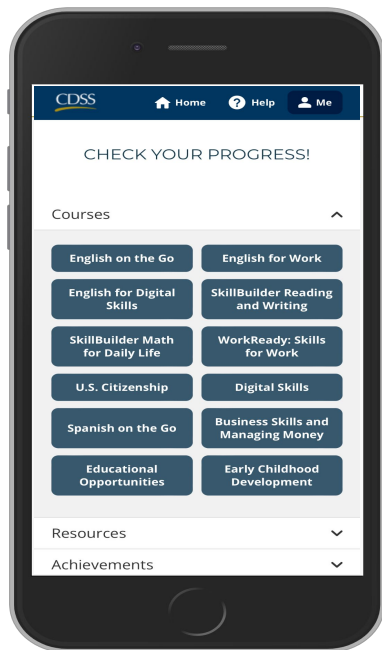 CDSS
Home
Help
Me
CHECK YOUR PROGRESS!
Courses
English on the Go
English for Work
English for Digital
Skills
SkillBuilder Reading
and Writing
SkillBuilder Math
for Daily Life
WorkReady: Skills
for Work
U.S. Citizenship
Digital Skills
Spanish on the Go
Business Skills and
Managing Money
Educational
Opportunities
Early Childhood
Development
Resources
Achievements